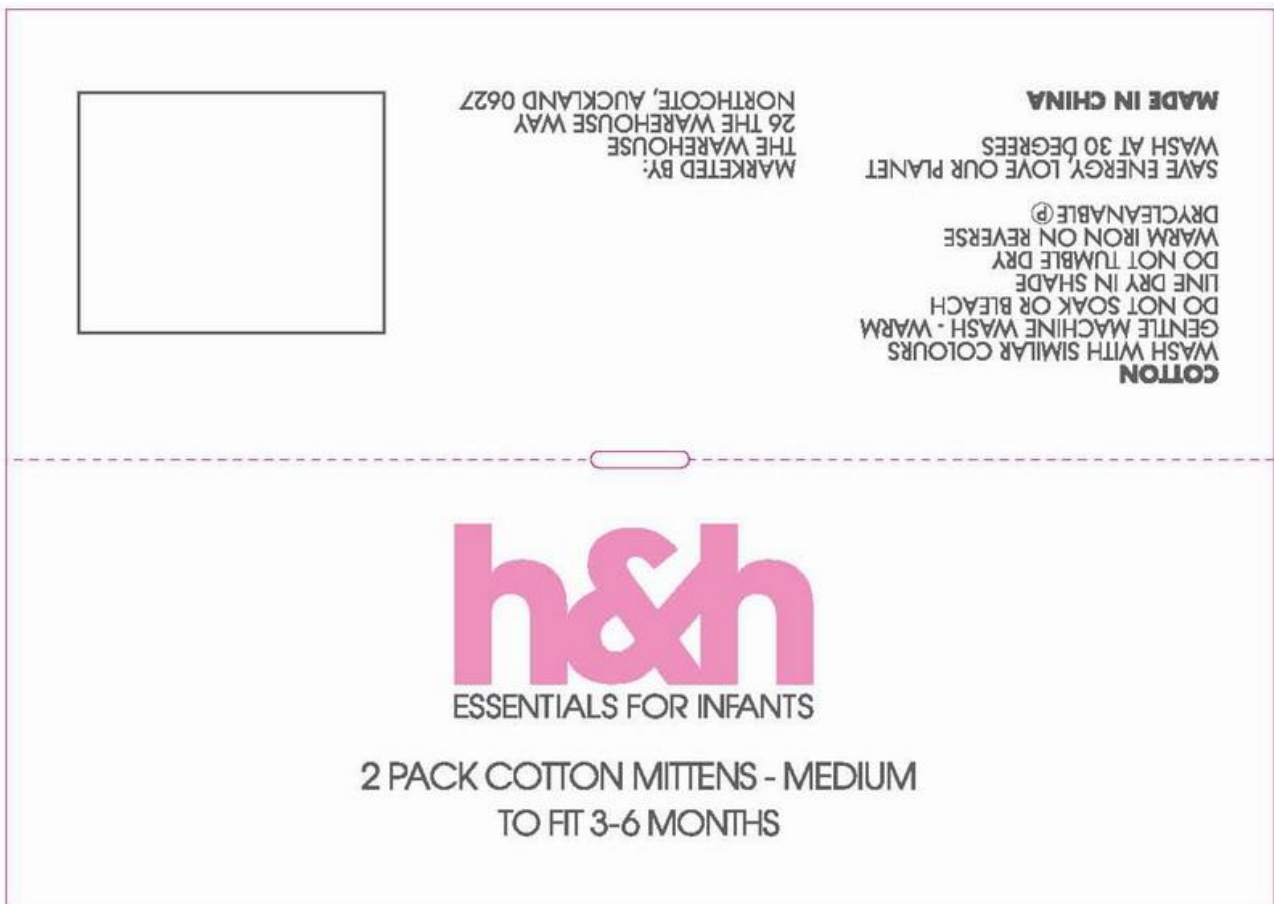 h&h
ESSENTIALS FOR INFANTS
2 PACK COTTON MITTENS - MEDIUM
TO FIT 3-6 MONTHS
COTTON
WASH WITH SIMILAR COLOURS
GENTLE MACHINE WASH - WARM
DO NOT SOAK OR BLEACH
LINE DRY IN SHADE
DO NOT TUMBLE DRY
WARM IRON ON REVERSE
DRYCLEANABLE Ⓟ
SAVE ENERGY, LOVE OUR PLANET
WASH AT 30 DEGREES
MADE IN CHINA
MARKETED BY:
THE WAREHOUSE
26 THE WAREHOUSE WAY
NORTHCOTE, AUCKLAND 0627